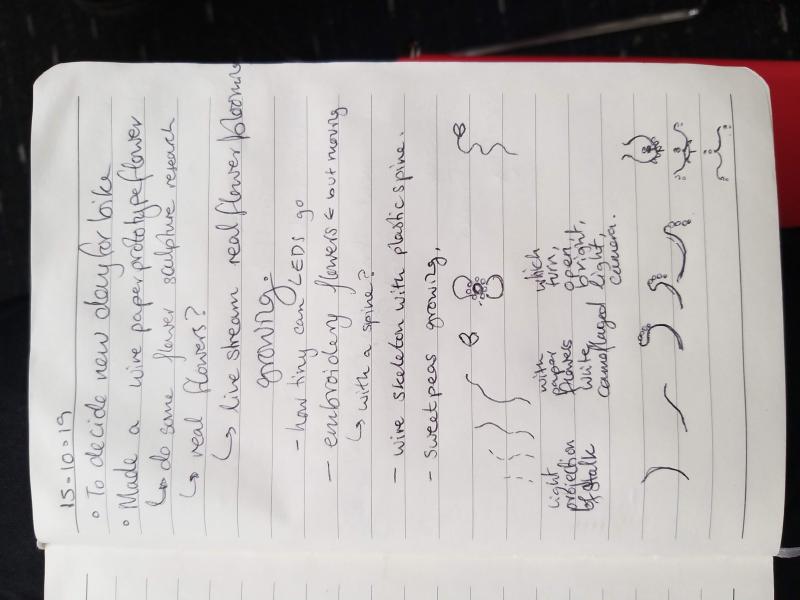 15-10-19
• To decide new day for bike
• Made a wire paper prototype flower
↳ do some flower sculpture research
↳ real flowers?
↳ live stream real flower/blooming
growing.
- how tiny can LEDs go
- embroidery flowers ← but moving
↳ with a spine?
- wire skeleton with plastic spine.
- Sweetpeas growing.
light
projection
of stalk
with
paper
flowers
white
camoflaged
which
turn,
open,
bright,
light,
camera.